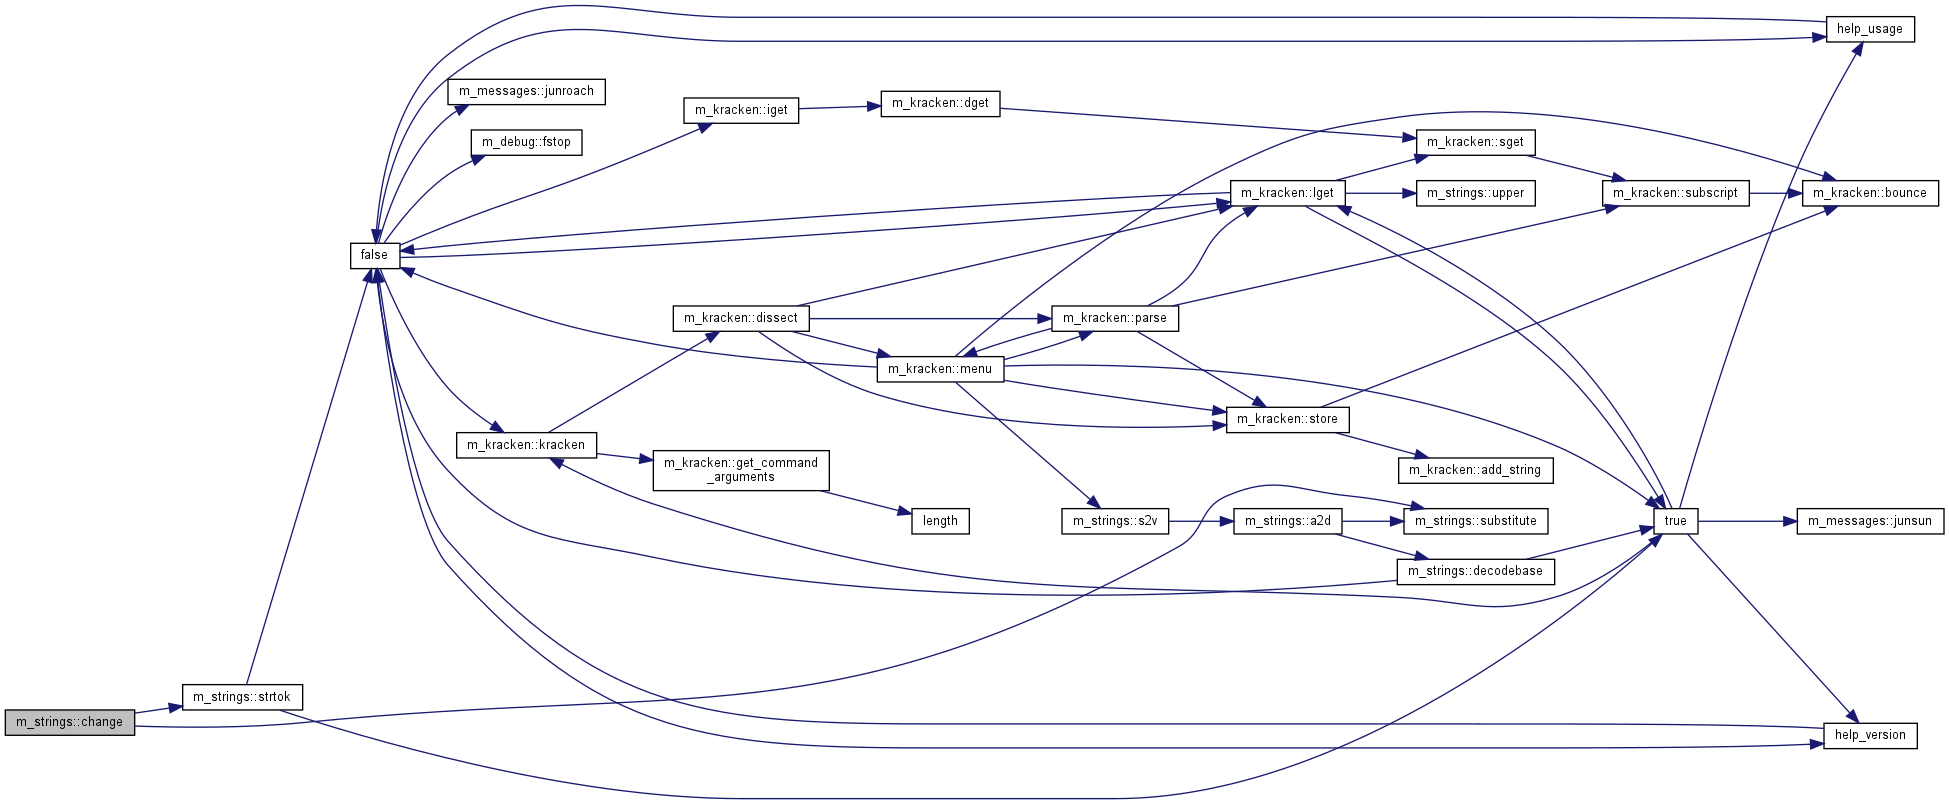 help_usage
m_messages::junroach
m_kracken::iget
m_kracken::dget
m_debug::fstop
m_kracken::sget
m_kracken::lget
m_strings::upper
m_kracken::subscript
m_kracken::bounce
false
m_kracken::dissect
m_kracken::parse
m_kracken::menu
m_kracken::store
m_kracken::kracken
m_kracken::get_command
_arguments
m_kracken::add_string
length
m_strings::s2v
m_strings::a2d
m_strings::substitute
true
m_messages::junsun
m_strings::decodebase
m_strings::strtok
m_strings::change
help_version